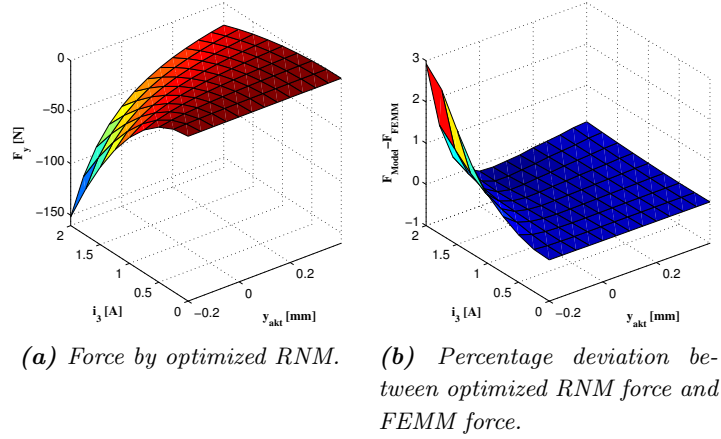 0
−50
−100
−150
F_y [N]
2
1.5
1
0.5
0
i_3 [A]
−0.2
0
0.2
y_akt [mm]
3
2
1
0
−1
F_Model−F_FEMM
2
1.5
1
0.5
0
i_3 [A]
−0.2
0
0.2
y_akt [mm]
(a) Force by optimized RNM.
(b) Percentage deviation be-
tween optimized RNM force and
FEMM force.